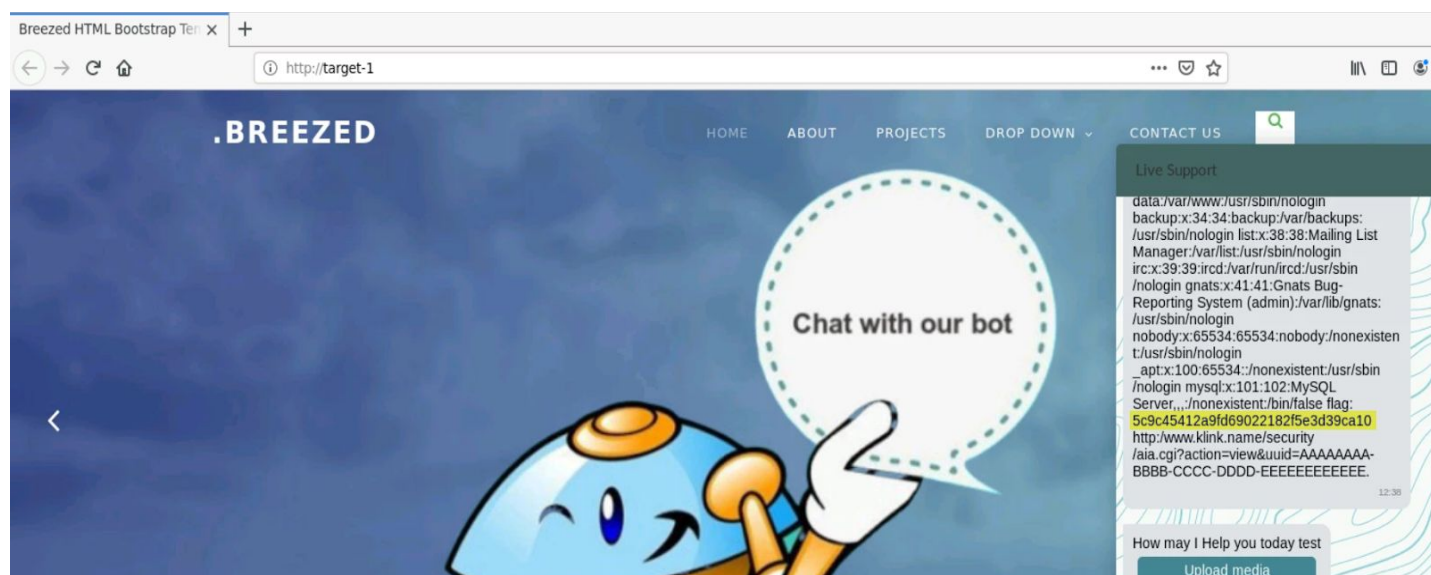 Breezed HTML Bootstrap Ten
http://target-1
.BREEZED
HOME ABOUT PROJECTS DROP DOWN CONTACT US
Live Support
data:/var/www:/usr/sbin/nologin
backup:x:34:34:backup:/var/backups:
/usr/sbin/nologin list:x:38:38:Mailing List
Manager:/var/list:/usr/sbin/nologin
irc:x:39:39:ircd:/var/run/ircd:/usr/sbin
/nologin gnats:x:41:41:Gnats Bug-
Reporting System (admin):/var/lib/gnats:
/usr/sbin/nologin
nobody:x:65534:65534:nobody:/nonexisten
t:/usr/sbin/nologin
_apt:x:100:65534::/nonexistent:/usr/sbin
/nologin mysql:x:101:102:MySQL
Server,,,:/nonexistent:/bin/false flag:
5c9c45412a9fd69022182f5e3d39ca10
http:/www.klink.name/security
/aia.cgi?action=view&uuid=AAAAAAAA-
BBBB-CCCC-DDDD-EEEEEEEEEEEE.
12:38
Chat with our bot
How may I Help you today test
Upload media